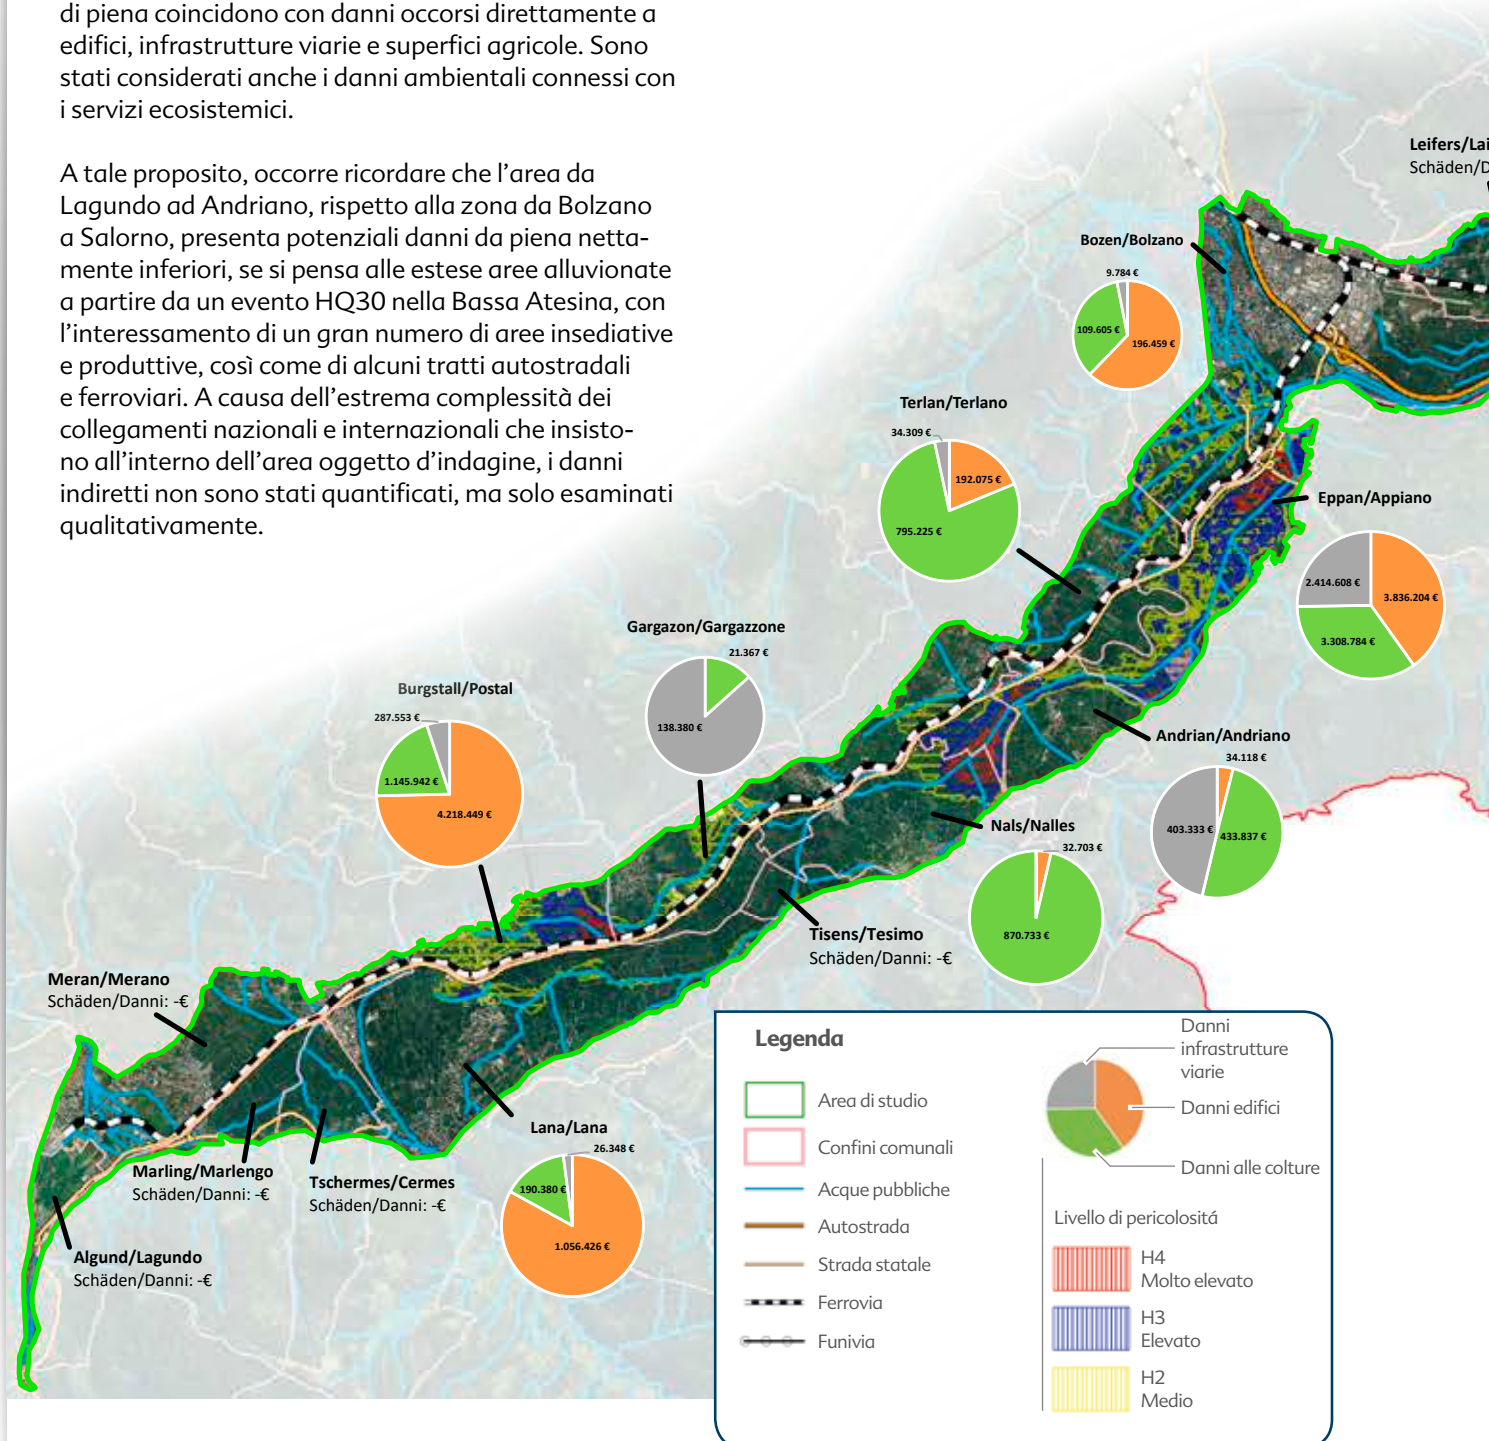 di piena coincidono con danni occorsi direttamente a
edifici, infrastrutture viarie e superfici agricole. Sono
stati considerati anche i danni ambientali connessi con
i servizi ecosistemici.
A tale proposito, occorre ricordare che l'area da
Lagundo ad Andriano, rispetto alla zona da Bolzano
a Salorno, presenta potenziali danni da piena netta-
mente inferiori, se si pensa alle estese aree alluvionate
a partire da un evento HQ30 nella Bassa Atesina, con
l'interessamento di un gran numero di aree insediative
e produttive, così come di alcuni tratti autostradali
e ferroviari. A causa dell'estrema complessità dei
collegamenti nazionali e internazionali che insisto-
no all'interno dell'area oggetto d'indagine, i danni
indiretti non sono stati quantificati, ma solo esaminati
qualitativamente.
Leifers/Lai
Schäden/D
Bozen/Bolzano
9.784 €
109.605 €
196.459 €
Terlan/Terlano
34.309 €
192.075 €
795.225 €
Eppan/Appiano
2.414.608 €
3.836.204 €
3.308.784 €
Gargazon/Gargazzone
21.367 €
138.380 €
Burgstall/Postal
287.553 €
1.145.942 €
4.218.449 €
Andrian/Andriano
34.118 €
403.333 €
433.837 €
Nals/Nalles
32.703 €
870.733 €
Tisens/Tesimo
Schäden/Danni: -€
Meran/Merano
Schäden/Danni: -€
Lana/Lana
26.348 €
190.380 €
1.056.426 €
Marling/Marlengo
Schäden/Danni: -€
Tschermes/Cermes
Schäden/Danni: -€
Algund/Lagundo
Schäden/Danni: -€
Legenda
Area di studio
Confini comunali
Acque pubbliche
Autostrada
Strada statale
Ferrovia
Funivia
Danni
infrastrutture
viarie
Danni edifici
Danni alle colture
Livello di pericolositá
H4
Molto elevato
H3
Elevato
H2
Medio